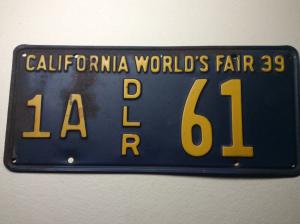 CALIFORNIA WORLD'S FAIR 39
1A DLR 61